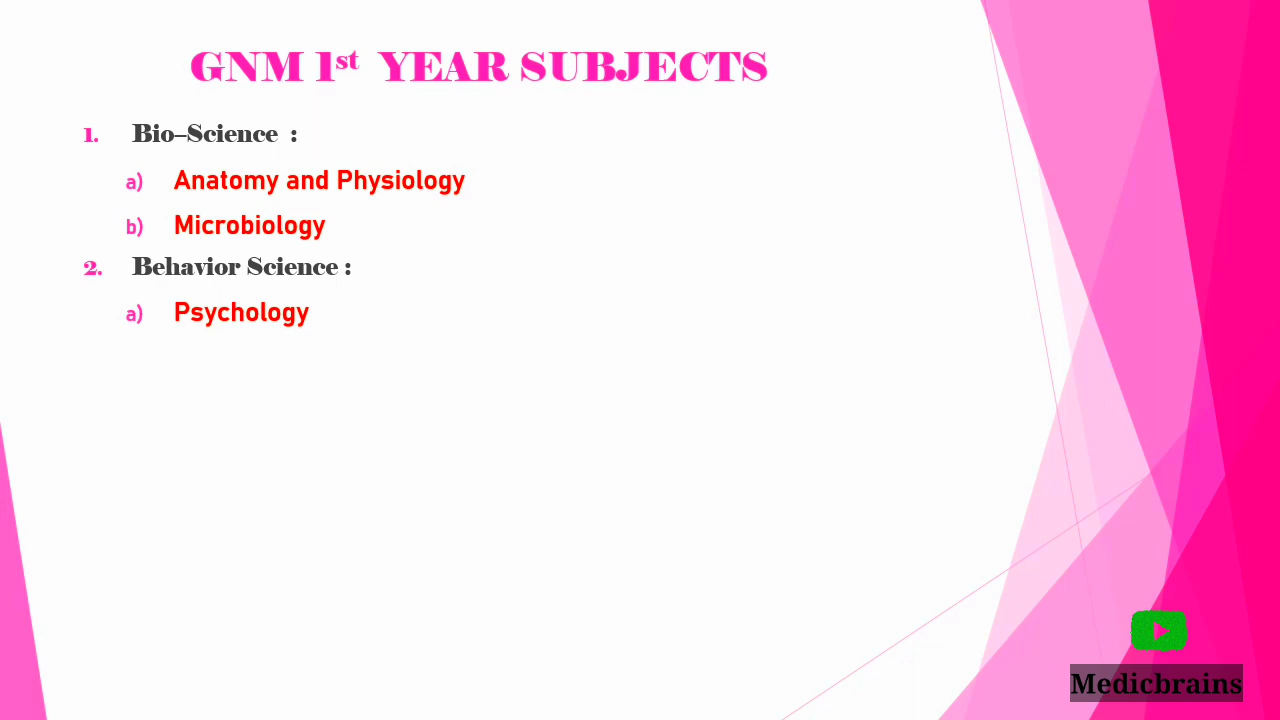 GNM 1st YEAR SUBJECTS
1. Bio–Science :
a) Anatomy and Physiology
b) Microbiology
2. Behavior Science :
a) Psychology
Medicbrains